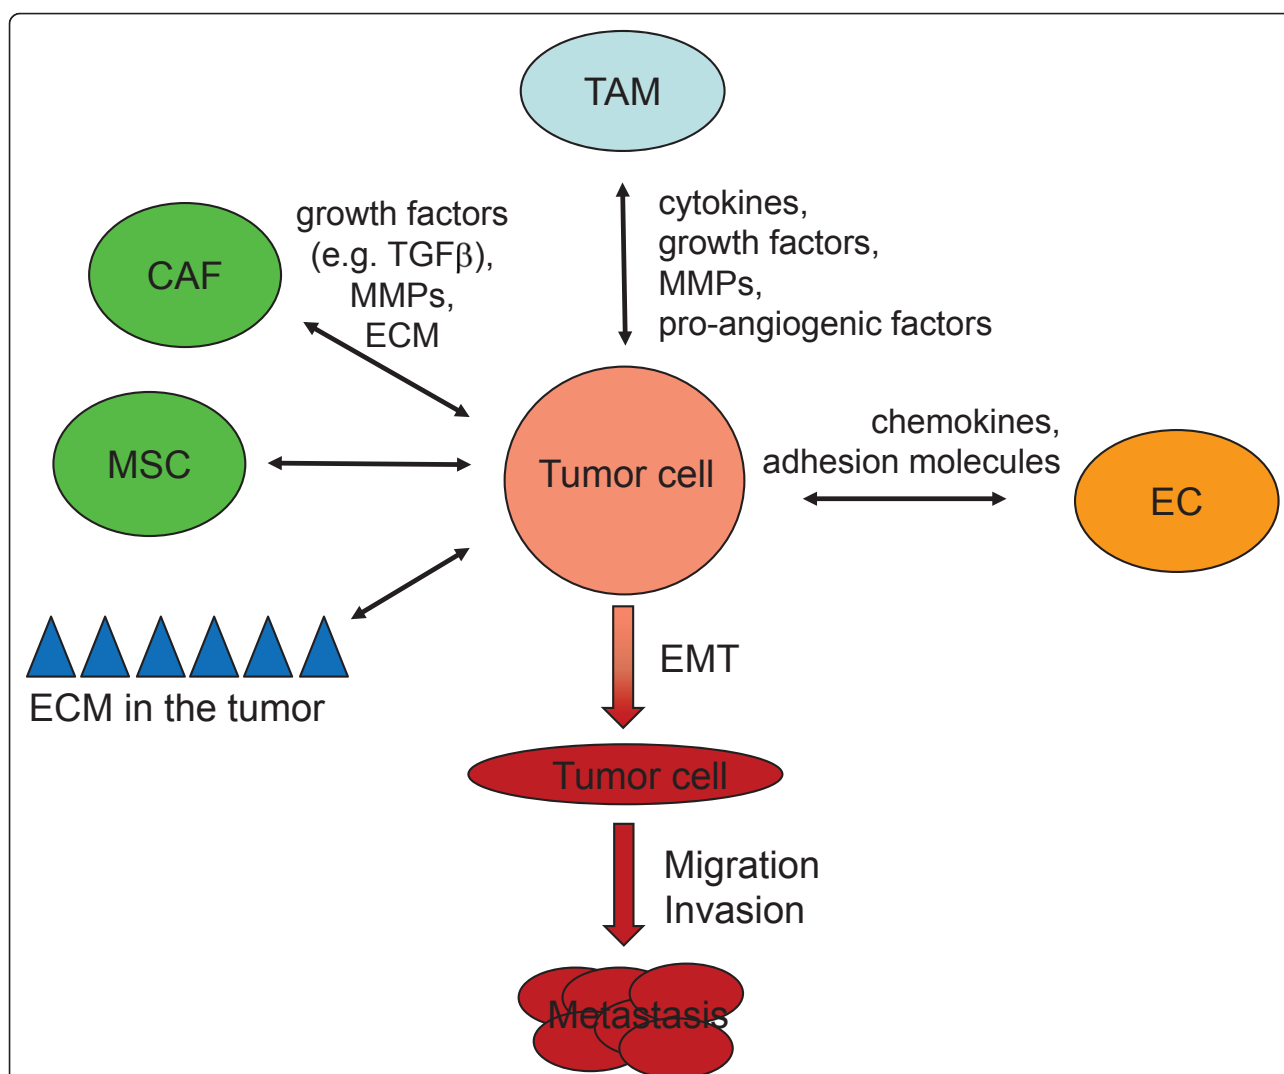 TAM
cytokines,
growth factors,
MMPs,
pro-angiogenic factors
growth factors
(e.g. TGFβ),
MMPs,
ECM
CAF
MSC
Tumor cell
chemokines,
adhesion molecules
EC
ECM in the tumor
EMT
Tumor cell
Migration
Invasion
Metastasis